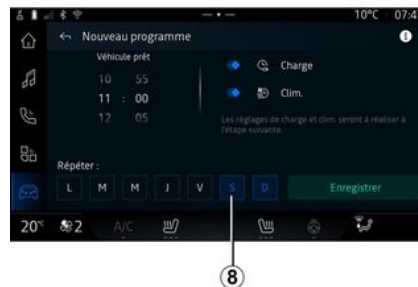 10°C 07:4
Nouveau programme
Véhicule prêt
10 55
11 : 00
12 05
Charge
Clim.
Les réglages de charge et clim. seront à réaliser à
l'étape suivante.
Répéter :
L M M J V S D
Enregistrer
20°C 2 A/C
8